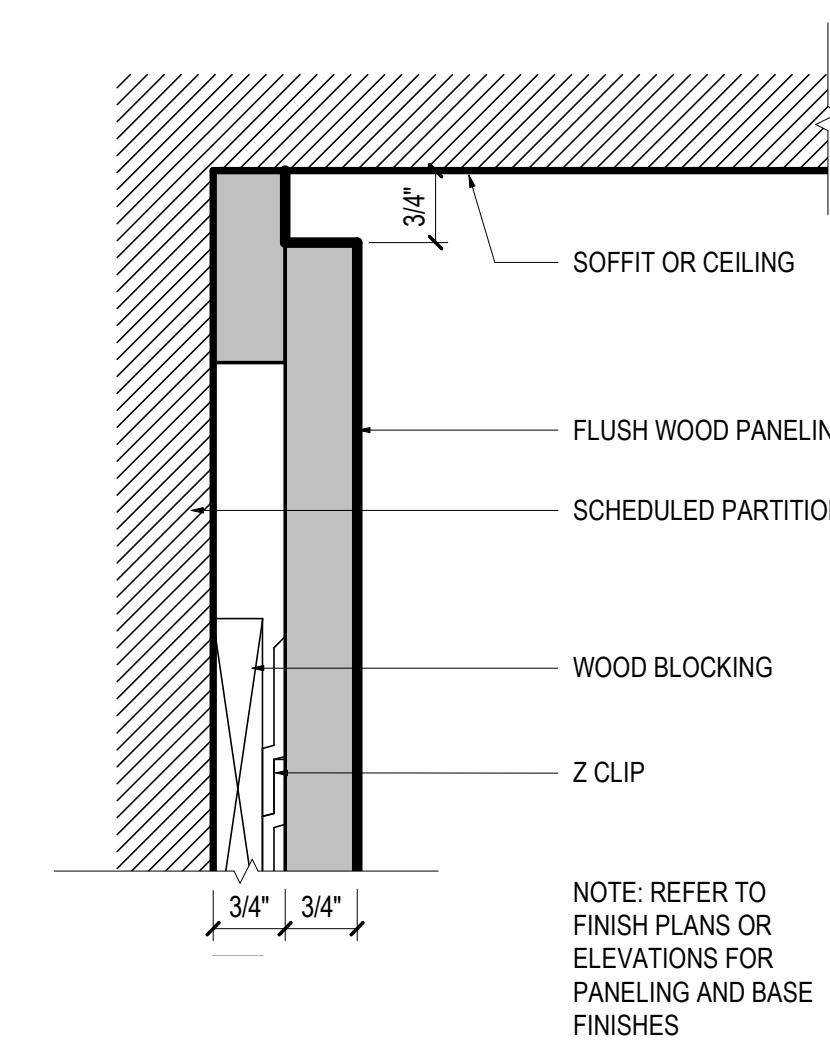 3/4"
SOFFIT OR CEILING
FLUSH WOOD PANELIN
SCHEDULED PARTITIO
WOOD BLOCKING
Z CLIP
3/4" 3/4"
NOTE: REFER TO
FINISH PLANS OR
ELEVATIONS FOR
PANELING AND BASE
FINISHES